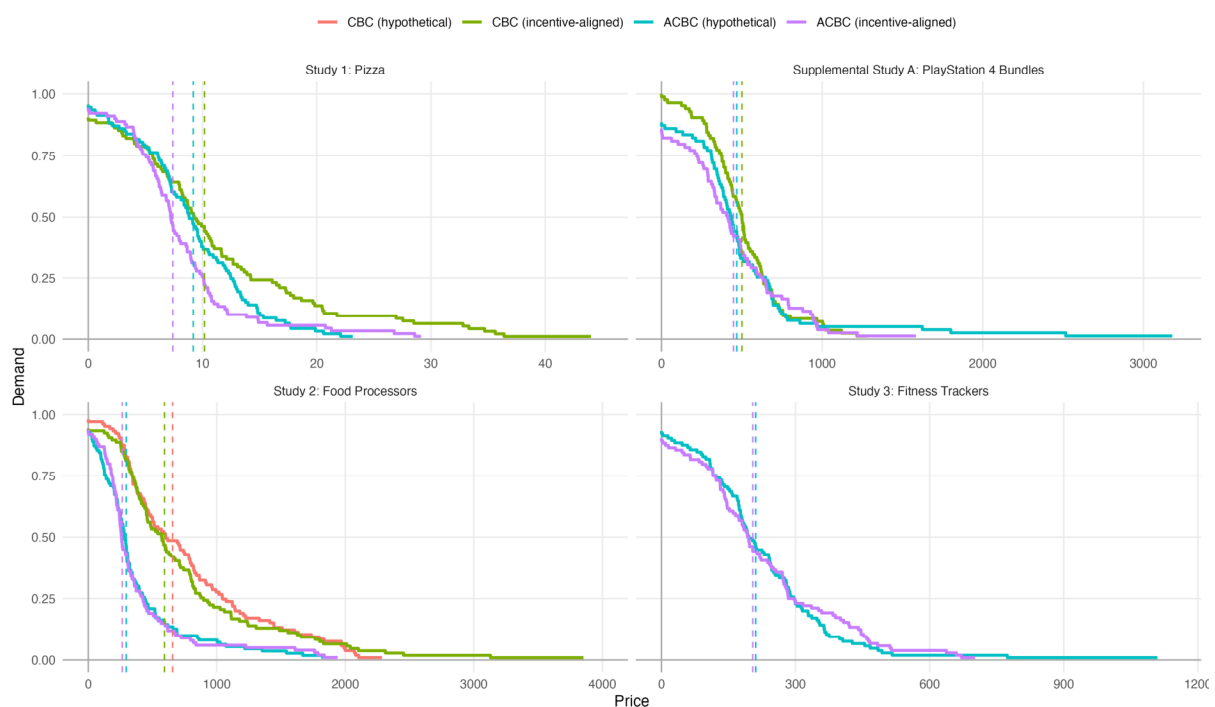 CBC (hypothetical) CBC (incentive-aligned) ACBC (hypothetical) ACBC (incentive-aligned)
Study 1: Pizza
Supplemental Study A: PlayStation 4 Bundles
1.00
0.75
0.50
0.25
0.00
0 10 20 30 40
0 1000 2000 3000
Demand
Study 2: Food Processors
Study 3: Fitness Trackers
1.00
0.75
0.50
0.25
0.00
0 1000 2000 3000 4000
0 300 600 900 1200
Price